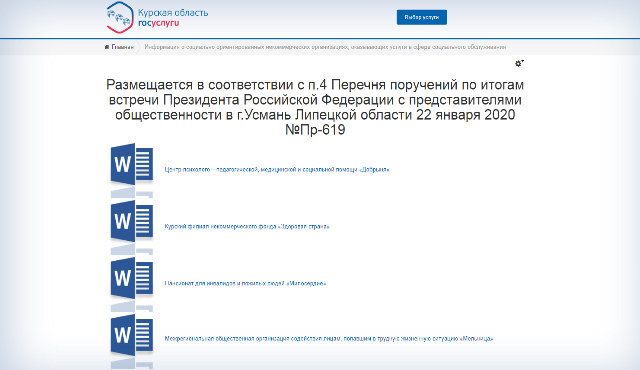 Курская область
госуслуги
Выбор услуги
Главная / Информация о социально ориентированных некоммерческих организациях, оказывающих услуги в сфере социального обслуживания
Размещается в соответствии с п.4 Перечня поручений по итогам
встречи Президента Российской Федерации с представителями
общественности в г.Усмань Липецкой области 22 января 2020
№Пр-619
W
Центр психолого – педагогической, медицинской и социальной помощи «Добрыня»
W
Курский филиал некоммерческого фонда «Здоровая страна»
W
Пансионат для инвалидов и пожилых людей «Милосердие»
W
Межрегиональная общественная организация содействия лицам, попавшим в трудную жизненную ситуацию «Мельница»